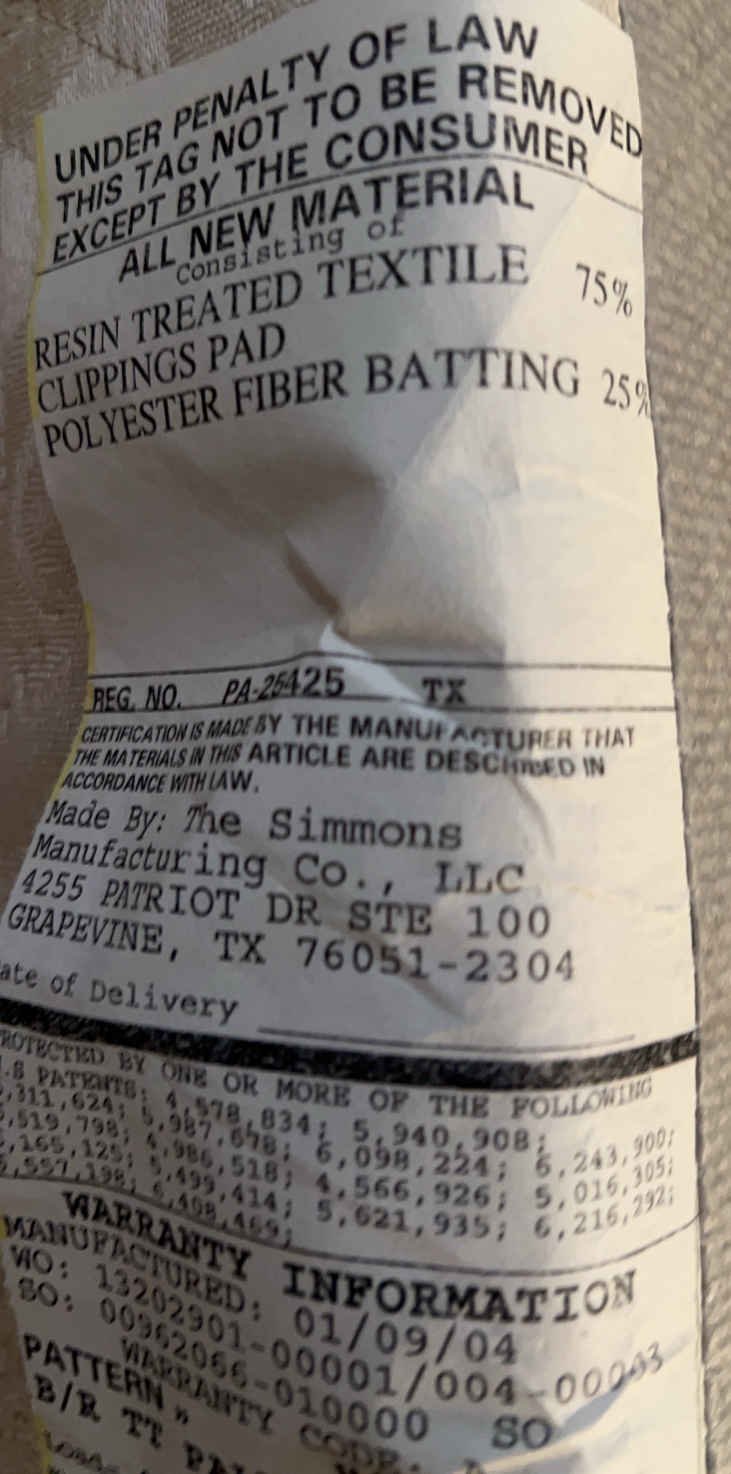 UNDER PENALTY OF LAW
THIS TAG NOT TO BE REMOVED
EXCEPT BY THE CONSUMER
ALL NEW MATERIAL
Consisting of
RESIN TREATED TEXTILE 75%
CLIPPINGS PAD
POLYESTER FIBER BATTING 25%
REG. NO. PA-25425 TX
CERTIFICATION IS MADE BY THE MANUFACTURER THAT
THE MATERIALS IN THIS ARTICLE ARE DESCRIBED IN
ACCORDANCE WITH LAW.
Made By: The Simmons
Manufacturing Co., LLC
4255 PATRIOT DR STE 100
GRAPEVINE, TX 76051-2304
ate of Delivery
ROTECTED BY ONE OR MORE OF THE FOLLOWING
.S PATENTS: 4,578,834; 5,940,908;
,311,624; 5,987,678; 6,098,224; 6,243,900;
,519,798; 4,986,518; 4,566,926; 5,016,305;
,165,125; 5,499,414; 5,621,935; 6,216,292;
,557,198; 6,408,469;
WARRANTY INFORMATION
MANUFACTURED: 01/09/04
WO: 13202901-00001/004-00003
SO: 00962066-010000 SO
WARRANTY CODE:
PATTERN
B/R TT